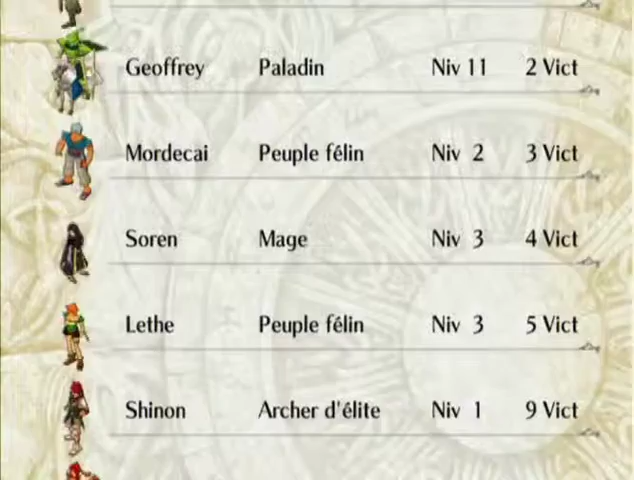 Geoffrey Paladin Niv 11 2 Vict
Mordecai Peuple félin Niv 2 3 Vict
Soren Mage Niv 3 4 Vict
Lethe Peuple félin Niv 3 5 Vict
Shinon Archer d'élite Niv 1 9 Vict